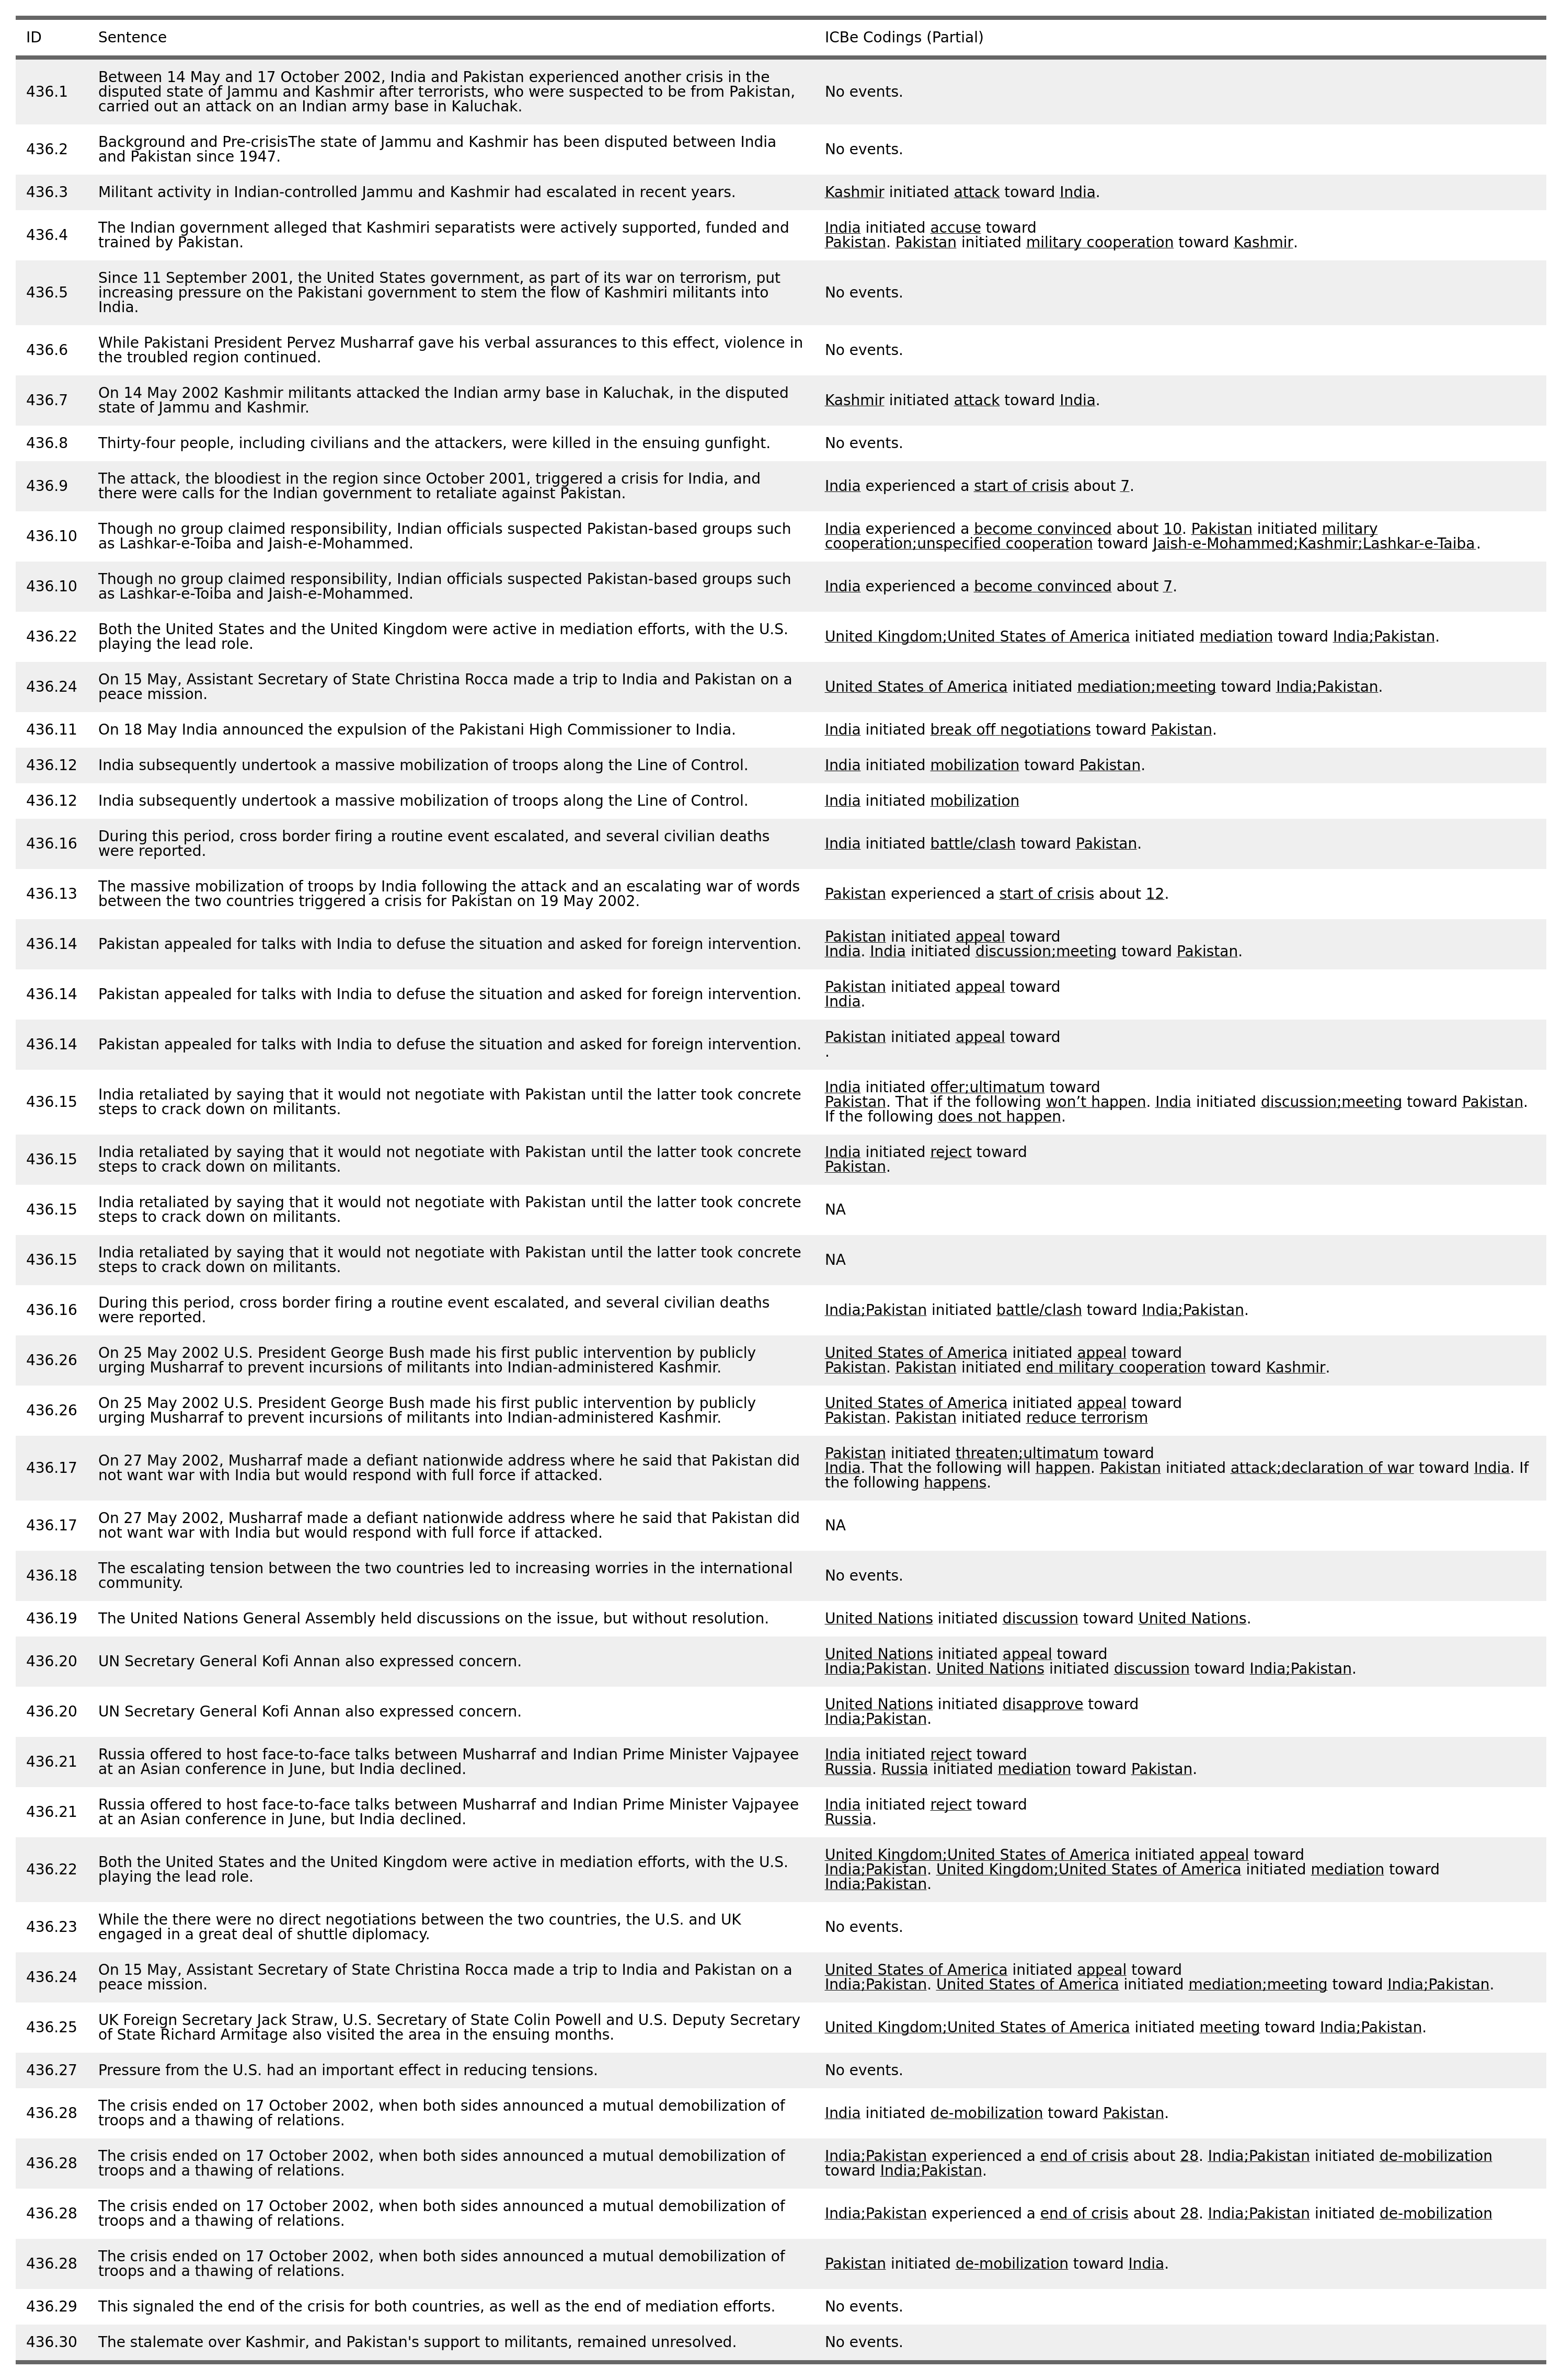 ID Sentence ICBe Codings (Partial)
Between 14 May and 17 October 2002, India and Pakistan experienced another crisis in the
436.1 disputed state of Jammu and Kashmir after terrorists, who were suspected to be from Pakistan, No events.
carried out an attack on an Indian army base in Kaluchak.
Background and Pre-crisisThe state of Jammu and Kashmir has been disputed between India
436.2 No events.
and Pakistan since 1947.
436.3 Militant activity in Indian-controlled Jammu and Kashmir had escalated in recent years. Kashmir initiated attack toward India.
436.4 The Indian government alleged that Kashmiri separatists were actively supported, funded and
trained by Pakistan.
India initiated accuse toward
Pakistan. Pakistan initiated military cooperation toward Kashmir.
436.5 Since 11 September 2001, the United States government, as part of its war on terrorism, put
increasing pressure on the Pakistani government to stem the flow of Kashmiri militants into
India.
No events.
436.6 While Pakistani President Pervez Musharraf gave his verbal assurances to this effect, violence in
the troubled region continued.
No events.
436.7 On 14 May 2002 Kashmir militants attacked the Indian army base in Kaluchak, in the disputed
state of Jammu and Kashmir.
Kashmir initiated attack toward India.
436.8 Thirty-four people, including civilians and the attackers, were killed in the ensuing gunfight. No events.
436.9 The attack, the bloodiest in the region since October 2001, triggered a crisis for India, and
there were calls for the Indian government to retaliate against Pakistan.
India experienced a start of crisis about 7.
436.10 Though no group claimed responsibility, Indian officials suspected Pakistan-based groups such
as Lashkar-e-Toiba and Jaish-e-Mohammed.
India experienced a become convinced about 10. Pakistan initiated military
cooperation;unspecified cooperation toward Jaish-e-Mohammed;Kashmir;Lashkar-e-Taiba.
436.10 Though no group claimed responsibility, Indian officials suspected Pakistan-based groups such
as Lashkar-e-Toiba and Jaish-e-Mohammed.
India experienced a become convinced about 7.
436.22 Both the United States and the United Kingdom were active in mediation efforts, with the U.S.
playing the lead role.
United Kingdom;United States of America initiated mediation toward India;Pakistan.
436.24 On 15 May, Assistant Secretary of State Christina Rocca made a trip to India and Pakistan on a
peace mission.
United States of America initiated mediation;meeting toward India;Pakistan.
436.11 On 18 May India announced the expulsion of the Pakistani High Commissioner to India. India initiated break off negotiations toward Pakistan.
436.12 India subsequently undertook a massive mobilization of troops along the Line of Control. India initiated mobilization toward Pakistan.
436.12 India subsequently undertook a massive mobilization of troops along the Line of Control. India initiated mobilization
436.16 During this period, cross border firing a routine event escalated, and several civilian deaths
were reported.
India initiated battle/clash toward Pakistan.
436.13 The massive mobilization of troops by India following the attack and an escalating war of words
between the two countries triggered a crisis for Pakistan on 19 May 2002.
Pakistan experienced a start of crisis about 12.
436.14 Pakistan appealed for talks with India to defuse the situation and asked for foreign intervention.
Pakistan initiated appeal toward
India. India initiated discussion;meeting toward Pakistan.
436.14 Pakistan appealed for talks with India to defuse the situation and asked for foreign intervention.
Pakistan initiated appeal toward
India.
436.14 Pakistan appealed for talks with India to defuse the situation and asked for foreign intervention.
Pakistan initiated appeal toward
.
436.15 India retaliated by saying that it would not negotiate with Pakistan until the latter took concrete
steps to crack down on militants.
India initiated offer;ultimatum toward
Pakistan. That if the following won’t happen. India initiated discussion;meeting toward Pakistan.
If the following does not happen.
436.15 India retaliated by saying that it would not negotiate with Pakistan until the latter took concrete
steps to crack down on militants.
India initiated reject toward
Pakistan.
436.15 India retaliated by saying that it would not negotiate with Pakistan until the latter took concrete
steps to crack down on militants.
NA
436.15 India retaliated by saying that it would not negotiate with Pakistan until the latter took concrete
steps to crack down on militants.
NA
436.16 During this period, cross border firing a routine event escalated, and several civilian deaths
were reported.
India;Pakistan initiated battle/clash toward India;Pakistan.
436.26 On 25 May 2002 U.S. President George Bush made his first public intervention by publicly
urging Musharraf to prevent incursions of militants into Indian-administered Kashmir.
United States of America initiated appeal toward
Pakistan. Pakistan initiated end military cooperation toward Kashmir.
436.26 On 25 May 2002 U.S. President George Bush made his first public intervention by publicly
urging Musharraf to prevent incursions of militants into Indian-administered Kashmir.
United States of America initiated appeal toward
Pakistan. Pakistan initiated reduce terrorism
436.17 On 27 May 2002, Musharraf made a defiant nationwide address where he said that Pakistan did
not want war with India but would respond with full force if attacked.
Pakistan initiated threaten;ultimatum toward
India. That the following will happen. Pakistan initiated attack;declaration of war toward India. If
the following happens.
436.17 On 27 May 2002, Musharraf made a defiant nationwide address where he said that Pakistan did
not want war with India but would respond with full force if attacked.
NA
436.18 The escalating tension between the two countries led to increasing worries in the international
community.
No events.
436.19 The United Nations General Assembly held discussions on the issue, but without resolution. United Nations initiated discussion toward United Nations.
436.20 UN Secretary General Kofi Annan also expressed concern.
United Nations initiated appeal toward
India;Pakistan. United Nations initiated discussion toward India;Pakistan.
436.20 UN Secretary General Kofi Annan also expressed concern.
United Nations initiated disapprove toward
India;Pakistan.
436.21 Russia offered to host face-to-face talks between Musharraf and Indian Prime Minister Vajpayee
at an Asian conference in June, but India declined.
India initiated reject toward
Russia. Russia initiated mediation toward Pakistan.
436.21 Russia offered to host face-to-face talks between Musharraf and Indian Prime Minister Vajpayee
at an Asian conference in June, but India declined.
India initiated reject toward
Russia.
436.22 Both the United States and the United Kingdom were active in mediation efforts, with the U.S.
playing the lead role.
United Kingdom;United States of America initiated appeal toward
India;Pakistan. United Kingdom;United States of America initiated mediation toward
India;Pakistan.
436.23 While the there were no direct negotiations between the two countries, the U.S. and UK
engaged in a great deal of shuttle diplomacy.
No events.
436.24 On 15 May, Assistant Secretary of State Christina Rocca made a trip to India and Pakistan on a
peace mission.
United States of America initiated appeal toward
India;Pakistan. United States of America initiated mediation;meeting toward India;Pakistan.
436.25 UK Foreign Secretary Jack Straw, U.S. Secretary of State Colin Powell and U.S. Deputy Secretary
of State Richard Armitage also visited the area in the ensuing months.
United Kingdom;United States of America initiated meeting toward India;Pakistan.
436.27 Pressure from the U.S. had an important effect in reducing tensions. No events.
436.28 The crisis ended on 17 October 2002, when both sides announced a mutual demobilization of
troops and a thawing of relations.
India initiated de-mobilization toward Pakistan.
436.28 The crisis ended on 17 October 2002, when both sides announced a mutual demobilization of
troops and a thawing of relations.
India;Pakistan experienced a end of crisis about 28. India;Pakistan initiated de-mobilization
toward India;Pakistan.
436.28 The crisis ended on 17 October 2002, when both sides announced a mutual demobilization of
troops and a thawing of relations.
India;Pakistan experienced a end of crisis about 28. India;Pakistan initiated de-mobilization
436.28 The crisis ended on 17 October 2002, when both sides announced a mutual demobilization of
troops and a thawing of relations.
Pakistan initiated de-mobilization toward India.
436.29 This signaled the end of the crisis for both countries, as well as the end of mediation efforts. No events.
436.30 The stalemate over Kashmir, and Pakistan's support to militants, remained unresolved. No events.